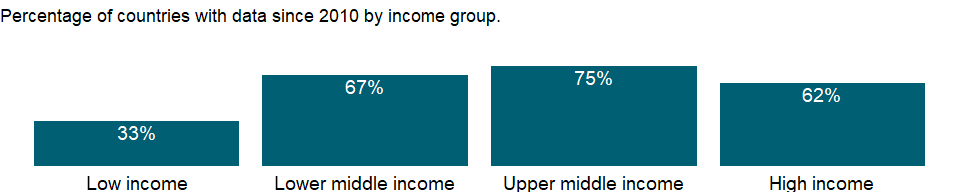 Percentage of countries with data since 2010 by income group.
33%
67%
75%
62%
Low income
Lower middle income
Upper middle income
High income